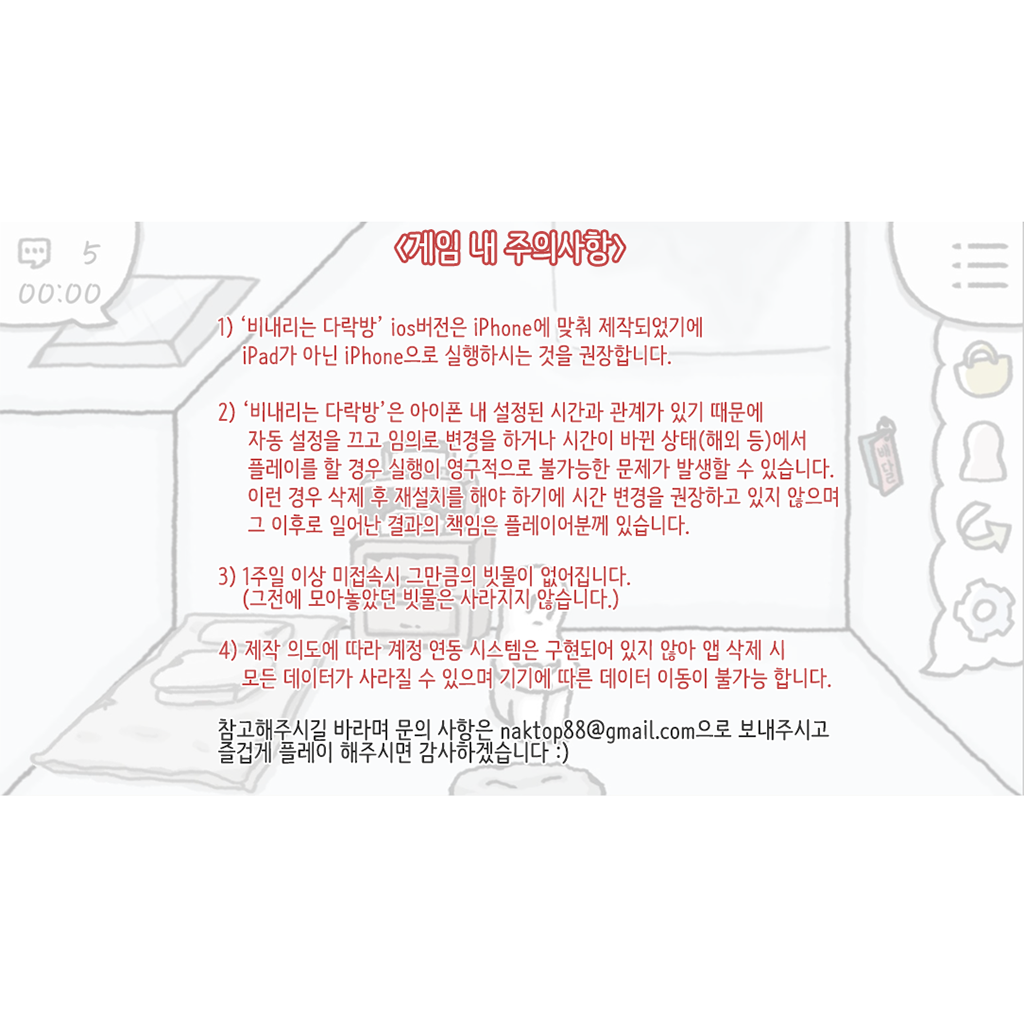 5
00:00
<게임 내 주의사항>
1) ‘비내리는 다락방’ ios버전은 iPhone에 맞춰 제작되었기에
iPad가 아닌 iPhone으로 실행하시는 것을 권장합니다.
2) ‘비내리는 다락방’은 아이폰 내 설정된 시간과 관계가 있기 때문에
자동 설정을 끄고 임의로 변경을 하거나 시간이 바뀐 상태(해외 등)에서
플레이를 할 경우 실행이 영구적으로 불가능한 문제가 발생할 수 있습니다.
이런 경우 삭제 후 재설치를 해야 하기에 시간 변경을 권장하고 있지 않으며
그 이후로 일어난 결과의 책임은 플레이어분께 있습니다.
배달
3) 1주일 이상 미접속시 그만큼의 빗물이 없어집니다.
(그전에 모아놓았던 빗물은 사라지지 않습니다.)
4) 제작 의도에 따라 계정 연동 시스템은 구현되어 있지 않아 앱 삭제 시
모든 데이터가 사라질 수 있으며 기기에 따른 데이터 이동이 불가능 합니다.
참고해주시길 바라며 문의 사항은 naktop88@gmail.com으로 보내주시고
즐겁게 플레이 해주시면 감사하겠습니다 :)